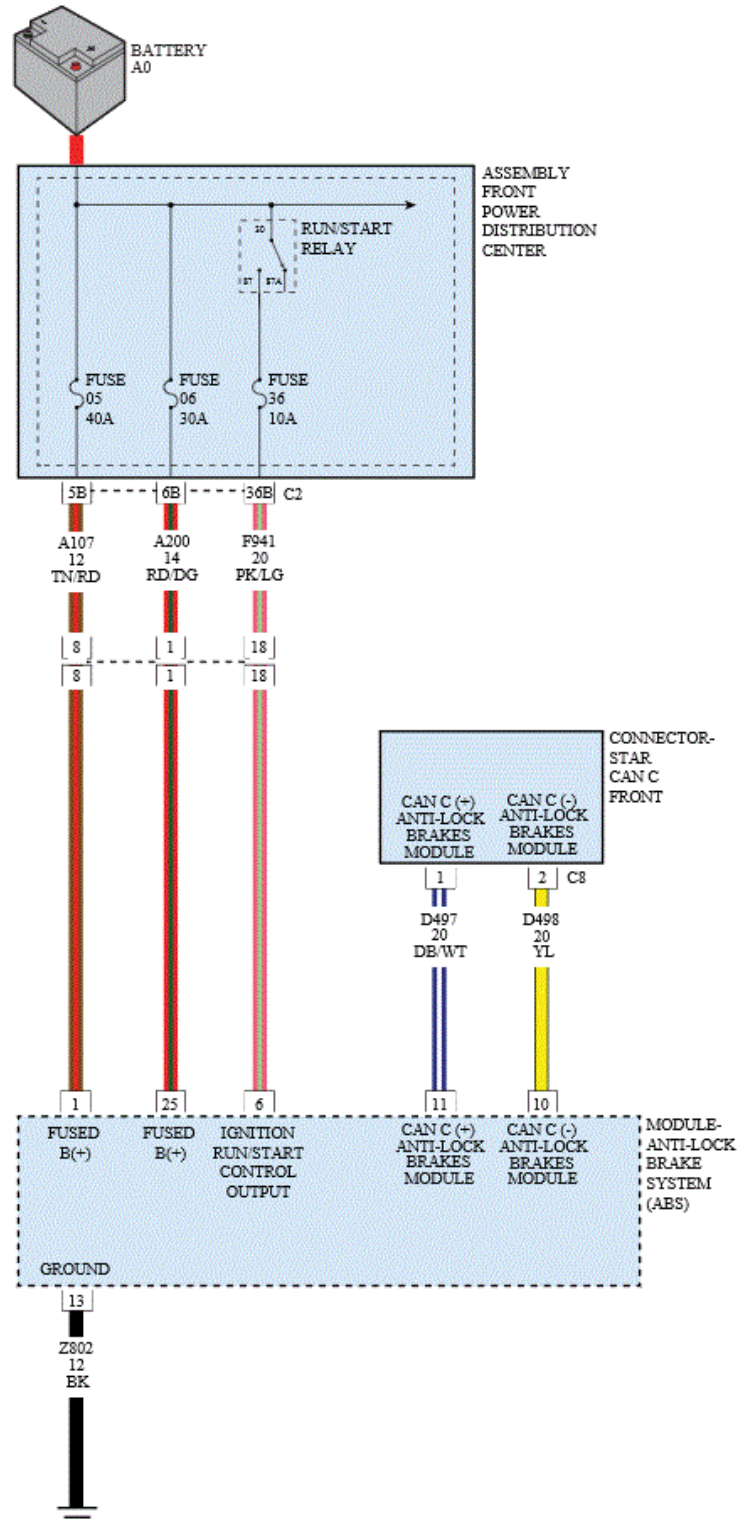 BATTERY
A0
ASSEMBLY
FRONT
POWER
DISTRIBUTION
CENTER
RUN/START
RELAY
30
87
87A
FUSE
05
40A
FUSE
06
30A
FUSE
36
10A
5B
6B
36B
C2
A107
12
TN/RD
A200
14
RD/DG
F941
20
PK/LG
8
1
18
8
1
18
CONNECTOR-
STAR
CAN C
FRONT
CAN C (+)
ANTI-LOCK
BRAKES
MODULE
CAN C (-)
ANTI-LOCK
BRAKES
MODULE
1
2
C8
D497
20
DB/WT
D498
20
YL
1
25
6
11
10
FUSED
B(+)
FUSED
B(+)
IGNITION
RUN/START
CONTROL
OUTPUT
CAN C (+)
ANTI-LOCK
BRAKES
MODULE
CAN C (-)
ANTI-LOCK
BRAKES
MODULE
MODULE-
ANTI-LOCK
BRAKE
SYSTEM
(ABS)
GROUND
13
Z802
12
BK